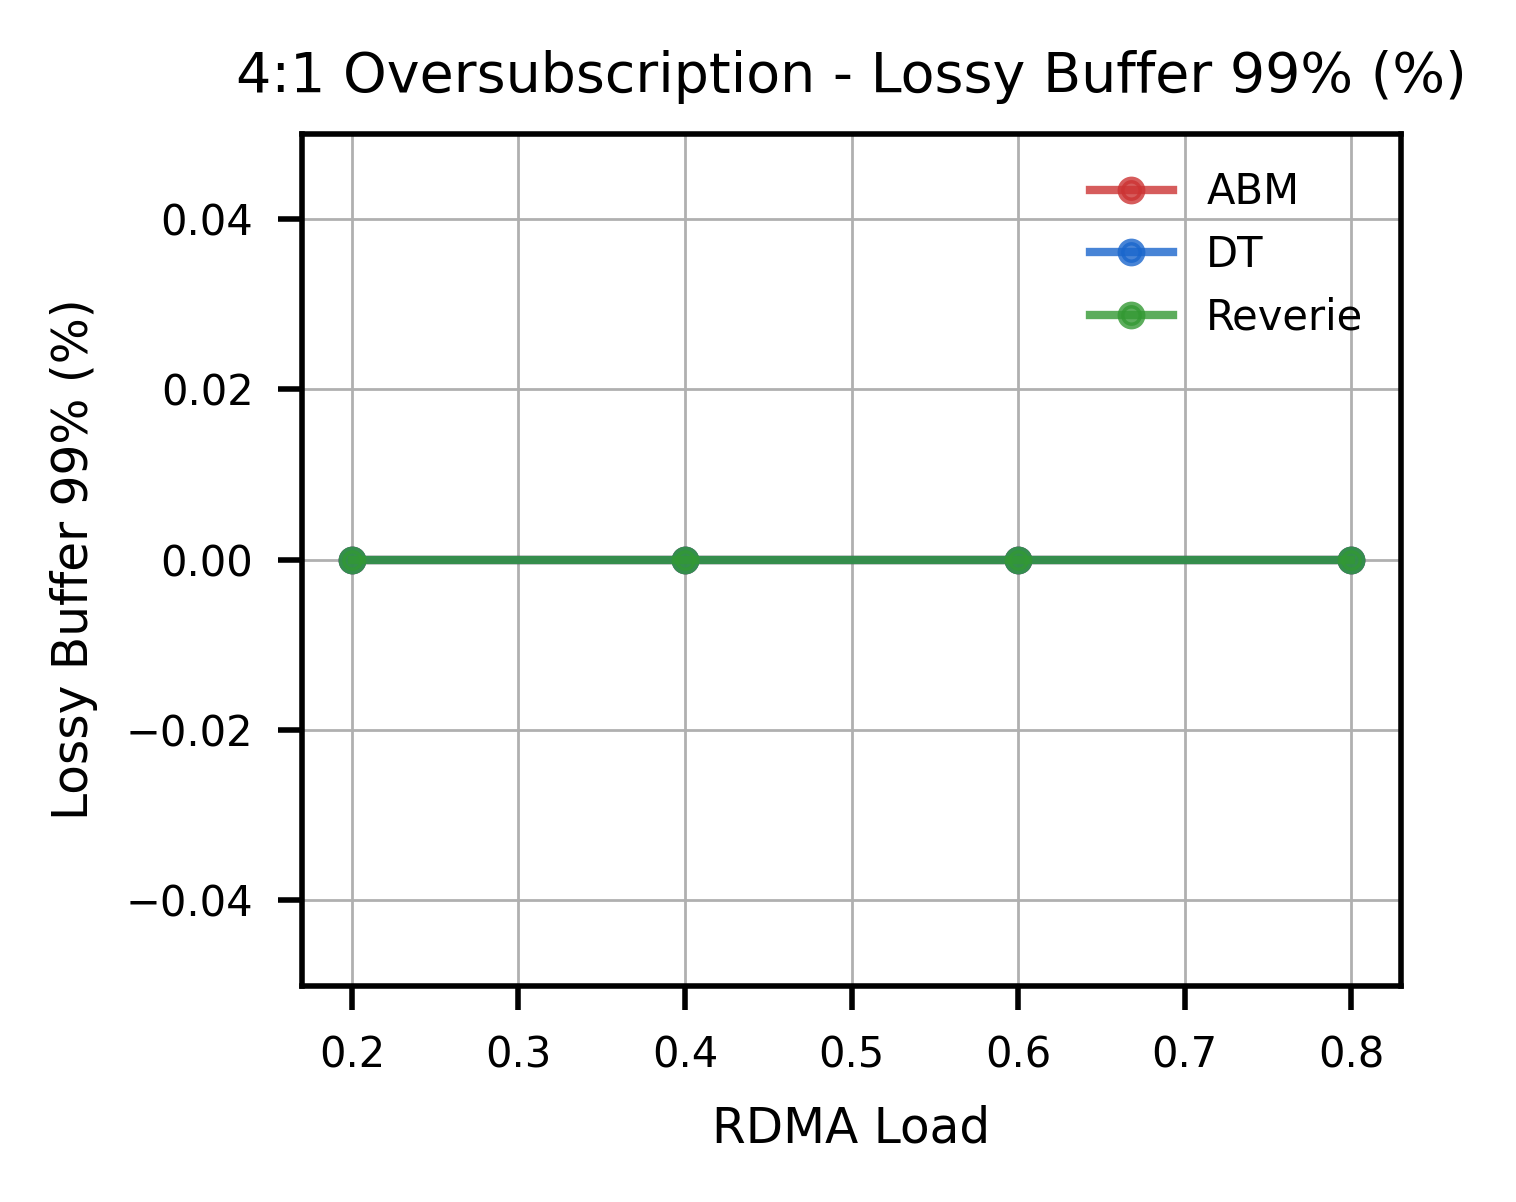 4:1 Oversubscription - Lossy Buffer 99% (%)
ABM
DT
Reverie
Lossy Buffer 99% (%)
0.04
0.02
0.00
−0.02
−0.04
0.2 0.3 0.4 0.5 0.6 0.7 0.8
RDMA Load